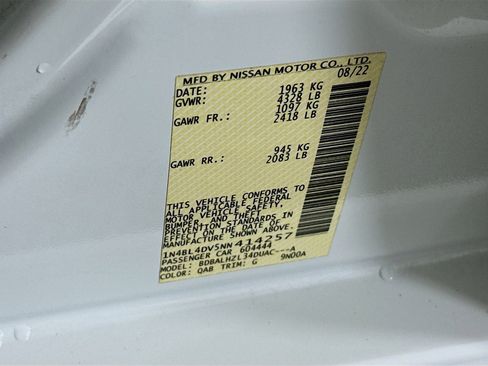 MFD BY NISSAN MOTOR CO., LTD.
DATE: 08/22
GVWR: 1963 KG
4328 LB
GAWR FR.: 1097 KG
2418 LB
GAWR RR.: 945 KG
2083 LB
THIS VEHICLE CONFORMS TO
ALL APPLICABLE FEDERAL
MOTOR VEHICLE SAFETY,
BUMPER, AND THEFT
PREVENTION STANDARDS IN
EFFECT ON THE DATE OF
MANUFACTURE SHOWN ABOVE.
1N4BL4DV5NN414257
PASSENGER CAR 604444
MODEL: BDBALHZL34DUAC---A
COLOR: QAB TRIM: G 9N00A